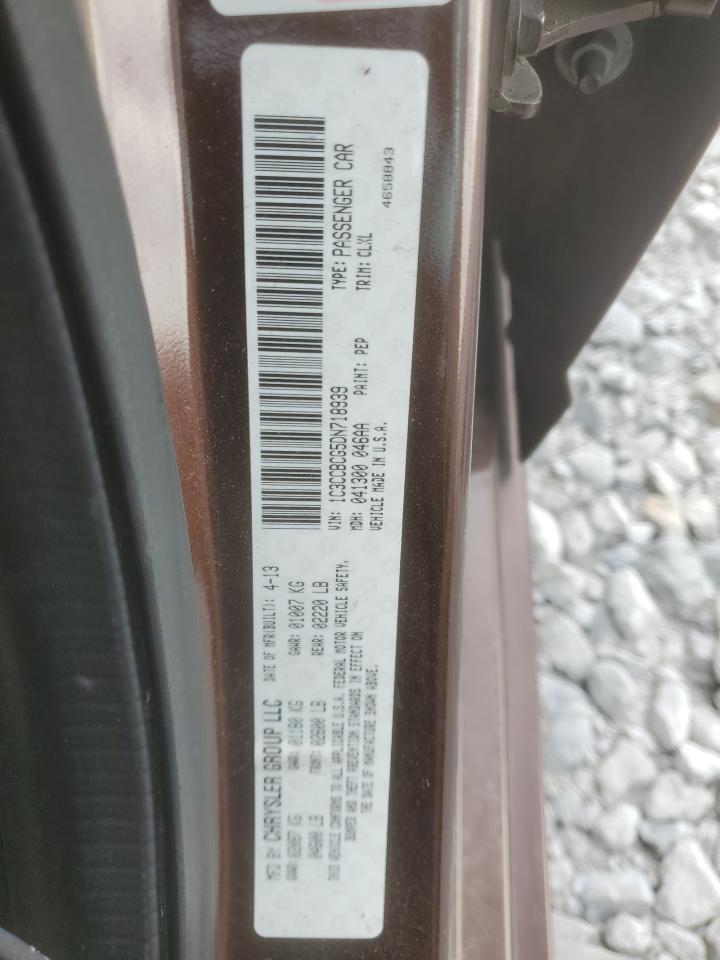 MFD BY CHRYSLER GROUP LLC DATE OF MFR(BUILT): 4-13
GVWR: 02087 KG GAWR: 01180 KG GAWR: 01007 KG
04600 LB FRONT: 02600 LB REAR: 02220 LB
THIS VEHICLE CONFORMS TO ALL APPLICABLE U.S.A. FEDERAL MOTOR VEHICLE SAFETY,
BUMPER AND THEFT PREVENTION STANDARDS IN EFFECT ON
THE DATE OF MANUFACTURE SHOWN ABOVE.
VIN: 1C3CCBCG5DN718939 TYPE: PASSENGER CAR
MDH: 041300 046AA PAINT: PEP TRIM: CLXL
VEHICLE MADE IN U.S.A.
4658843